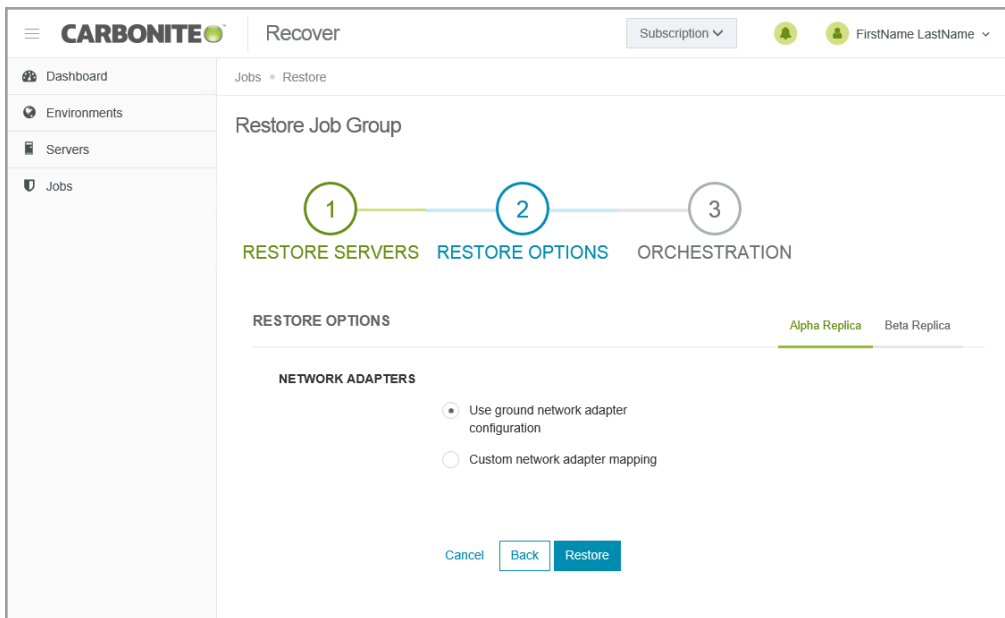 CARBONITE Recover Subscription FirstName LastName
Dashboard
Jobs • Restore
Environments
Servers
Jobs
Restore Job Group
1 2 3
RESTORE SERVERS RESTORE OPTIONS ORCHESTRATION
RESTORE OPTIONS Alpha Replica Beta Replica
NETWORK ADAPTERS
Use ground network adapter
configuration
Custom network adapter mapping
Cancel Back Restore